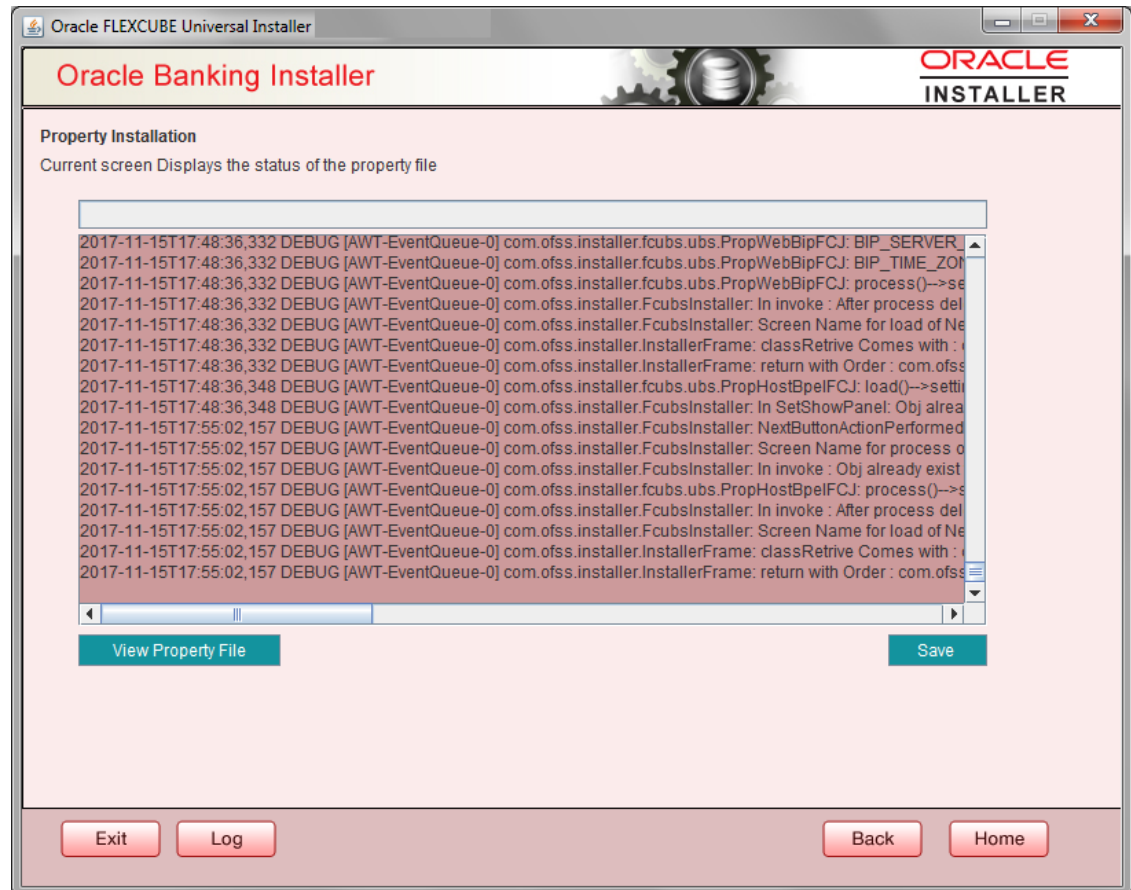 Oracle FLEXCUBE Universal Installer
Oracle Banking Installer
ORACLE
INSTALLER
Property Installation
Current screen Displays the status of the property file
2017-11-15T17:48:36,332 DEBUG [AWT-EventQueue-0] com.ofss.installer.fcubs.ubs.PropWebBipFCJ: BIP_SERVER_
2017-11-15T17:48:36,332 DEBUG [AWT-EventQueue-0] com.ofss.installer.fcubs.ubs.PropWebBipFCJ: BIP_TIME_ZON
2017-11-15T17:48:36,332 DEBUG [AWT-EventQueue-0] com.ofss.installer.fcubs.ubs.PropWebBipFCJ: process()-->se
2017-11-15T17:48:36,332 DEBUG [AWT-EventQueue-0] com.ofss.installer.FcubsInstaller: In invoke : After process del
2017-11-15T17:48:36,332 DEBUG [AWT-EventQueue-0] com.ofss.installer.FcubsInstaller: Screen Name for load of Ne
2017-11-15T17:48:36,332 DEBUG [AWT-EventQueue-0] com.ofss.installer.InstallerFrame: classRetrive Comes with :
2017-11-15T17:48:36,332 DEBUG [AWT-EventQueue-0] com.ofss.installer.InstallerFrame: return with Order : com.ofss
2017-11-15T17:48:36,348 DEBUG [AWT-EventQueue-0] com.ofss.installer.fcubs.ubs.PropHostBpelFCJ: load()-->settin
2017-11-15T17:48:36,348 DEBUG [AWT-EventQueue-0] com.ofss.installer.FcubsInstaller: In SetShowPanel: Obj alrea
2017-11-15T17:55:02,157 DEBUG [AWT-EventQueue-0] com.ofss.installer.FcubsInstaller: NextButtonActionPerformed
2017-11-15T17:55:02,157 DEBUG [AWT-EventQueue-0] com.ofss.installer.FcubsInstaller: Screen Name for process o
2017-11-15T17:55:02,157 DEBUG [AWT-EventQueue-0] com.ofss.installer.FcubsInstaller: In invoke : Obj already exist
2017-11-15T17:55:02,157 DEBUG [AWT-EventQueue-0] com.ofss.installer.fcubs.ubs.PropHostBpelFCJ: process()-->s
2017-11-15T17:55:02,157 DEBUG [AWT-EventQueue-0] com.ofss.installer.FcubsInstaller: In invoke : After process del
2017-11-15T17:55:02,157 DEBUG [AWT-EventQueue-0] com.ofss.installer.FcubsInstaller: Screen Name for load of Ne
2017-11-15T17:55:02,157 DEBUG [AWT-EventQueue-0] com.ofss.installer.InstallerFrame: classRetrive Comes with :
2017-11-15T17:55:02,157 DEBUG [AWT-EventQueue-0] com.ofss.installer.InstallerFrame: return with Order : com.ofss
View Property File
Save
Exit
Log
Back
Home